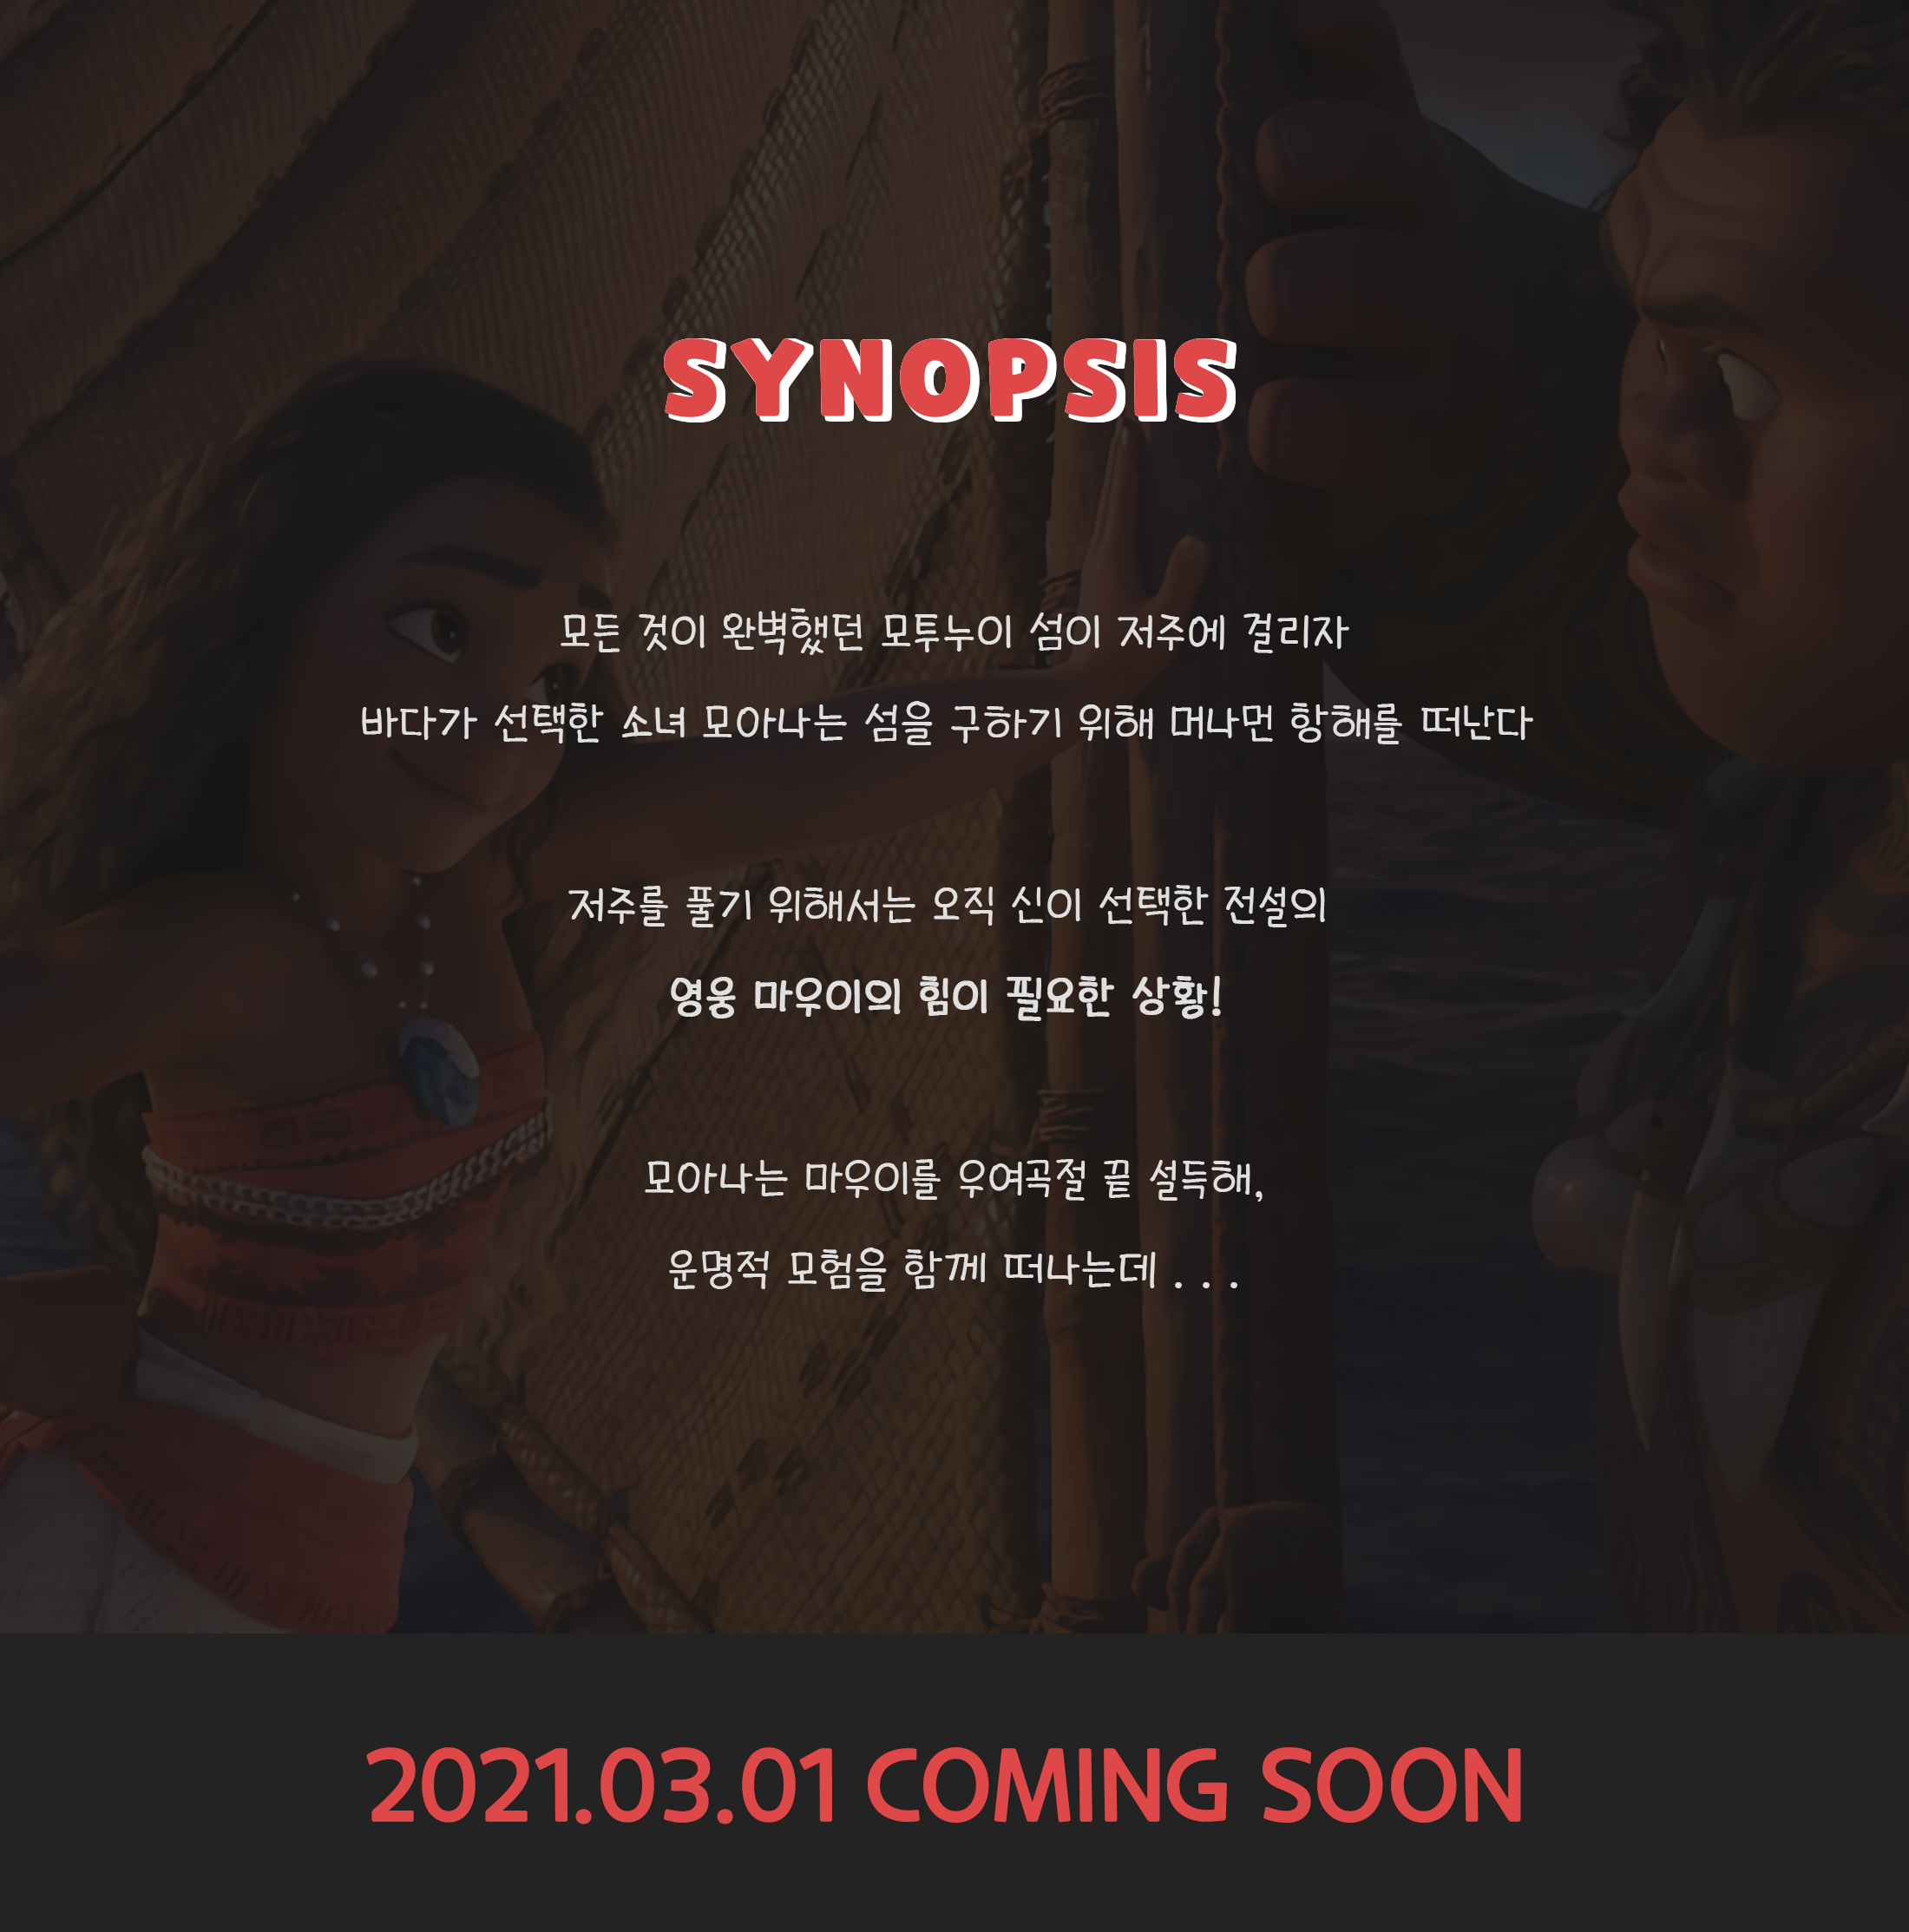 SYNOPSIS
모든 것이 완벽했던 모투누이 섬이 저주에 걸리자
바다가 선택한 소녀 모아나는 섬을 구하기 위해 머나먼 항해를 떠난다
저주를 풀기 위해서는 오직 신이 선택한 전설의
영웅 마우이의 힘이 필요한 상황!
모아나는 마우이를 우여곡절 끝 설득해,
운명적 모험을 함께 떠나는데 . . .
2021.03.01 COMING SOON